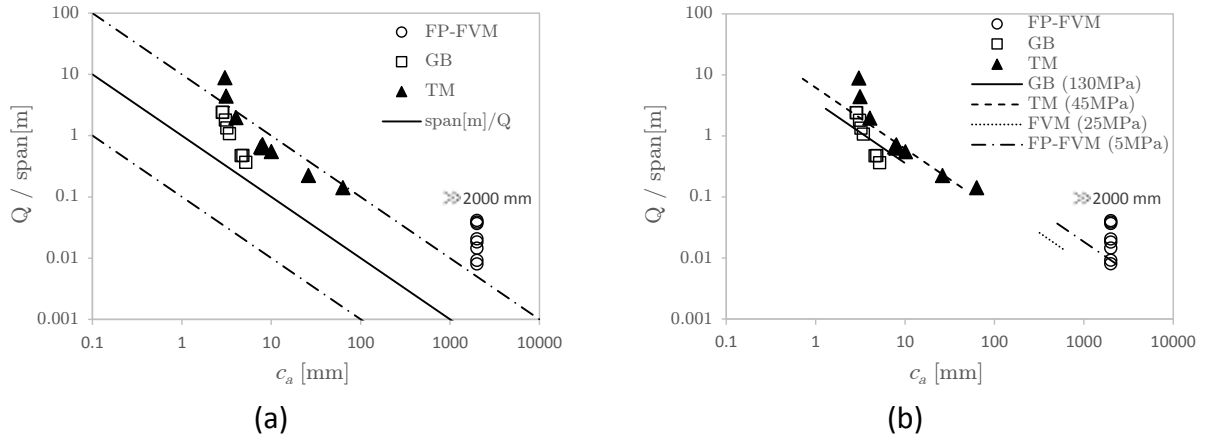 100
10
1
0.1
0.01
0.001
0.1 1 10 100 1000 10000
Q / span[m]
c_a [mm]
FP-FVM
GB
TM
span[m]/Q
≫2000 mm
(a)
100
10
1
0.1
0.01
0.001
0.1 1 10 100 1000 10000
Q / span[m]
c_a [mm]
FP-FVM
GB
TM
GB (130MPa)
TM (45MPa)
FVM (25MPa)
FP-FVM (5MPa)
≫2000 mm
(b)